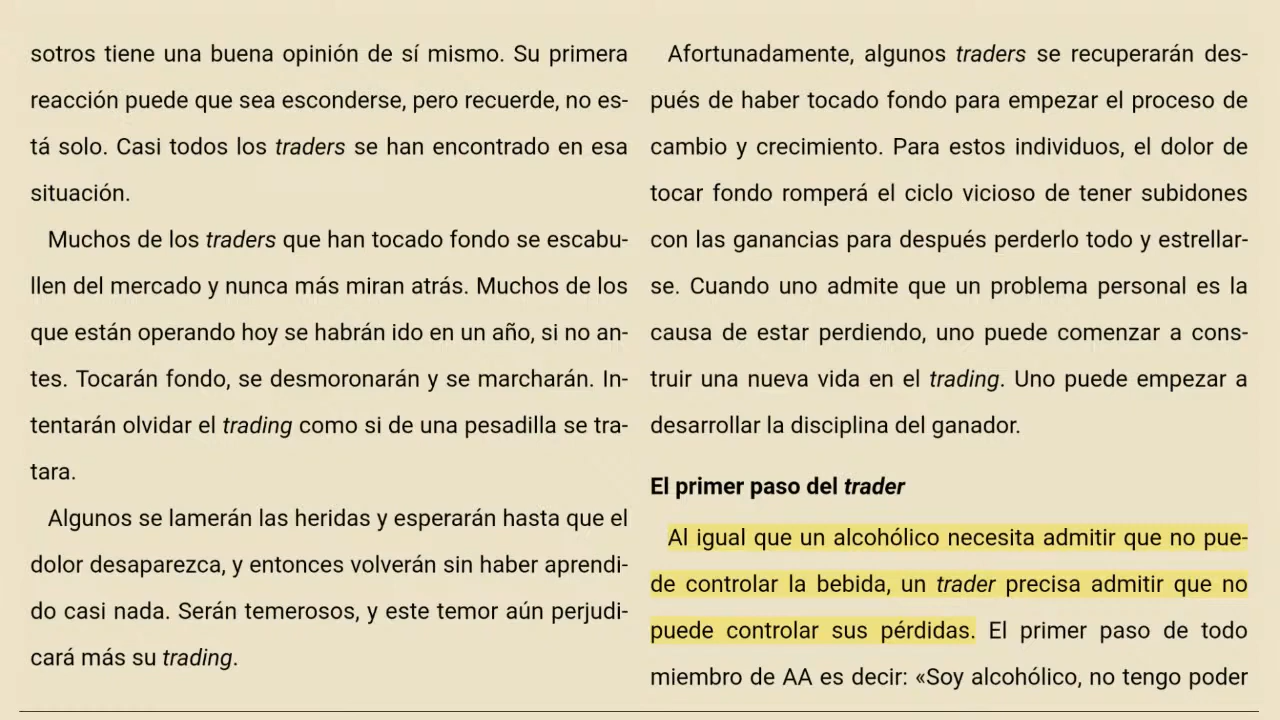 sotros tiene una buena opinión de sí mismo. Su primera
reacción puede que sea esconderse, pero recuerde, no es-
tá solo. Casi todos los traders se han encontrado en esa
situación.
Muchos de los traders que han tocado fondo se escabu-
llen del mercado y nunca más miran atrás. Muchos de los
que están operando hoy se habrán ido en un año, si no an-
tes. Tocarán fondo, se desmoronarán y se marcharán. In-
tentarán olvidar el trading como si de una pesadilla se tra-
tara.
Algunos se lamerán las heridas y esperarán hasta que el
dolor desaparezca, y entonces volverán sin haber aprendi-
do casi nada. Serán temerosos, y este temor aún perjudi-
cará más su trading.
Afortunadamente, algunos traders se recuperarán des-
pués de haber tocado fondo para empezar el proceso de
cambio y crecimiento. Para estos individuos, el dolor de
tocar fondo romperá el ciclo vicioso de tener subidones
con las ganancias para después perderlo todo y estrellar-
se. Cuando uno admite que un problema personal es la
causa de estar perdiendo, uno puede comenzar a cons-
truir una nueva vida en el trading. Uno puede empezar a
desarrollar la disciplina del ganador.
El primer paso del trader
Al igual que un alcohólico necesita admitir que no pue-
de controlar la bebida, un trader precisa admitir que no
puede controlar sus pérdidas. El primer paso de todo
miembro de AA es decir: «Soy alcohólico, no tengo poder